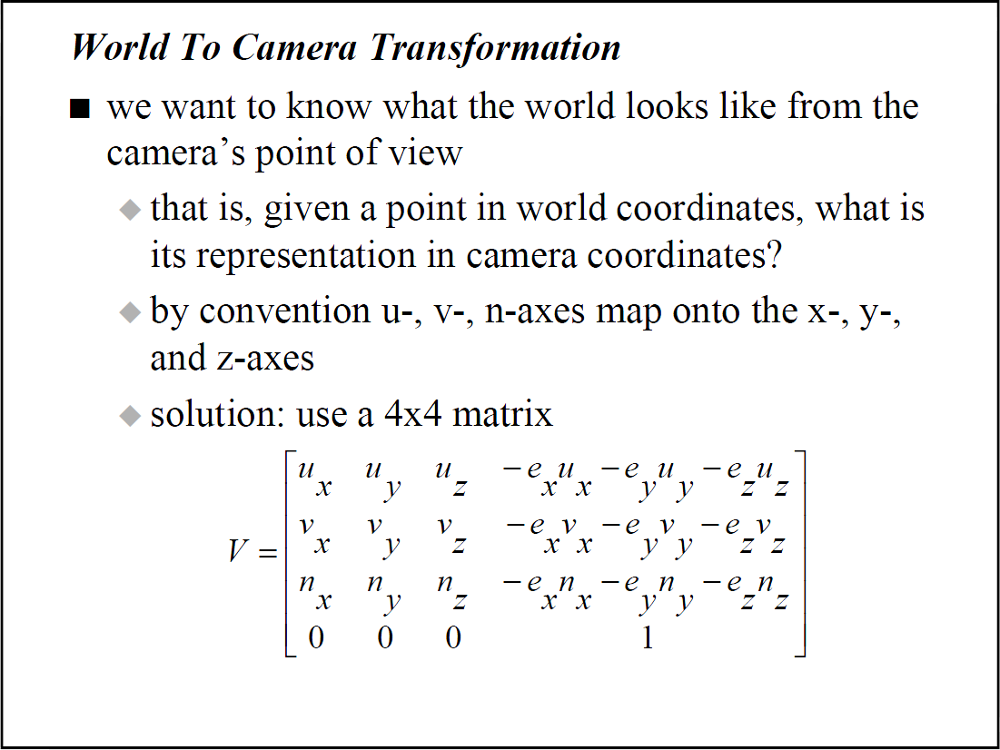 World To Camera Transformation
■ we want to know what the world looks like from the
camera’s point of view
◆ that is, given a point in world coordinates, what is
its representation in camera coordinates?
◆ by convention u-, v-, n-axes map onto the x-, y-,
and z-axes
◆ solution: use a 4x4 matrix
V = [ u_x u_y u_z −e_x u_x − e_y u_y − e_z u_z
v_x v_y v_z −e_x v_x − e_y v_y − e_z v_z
n_x n_y n_z −e_x n_x − e_y n_y − e_z n_z
0 0 0 1 ]